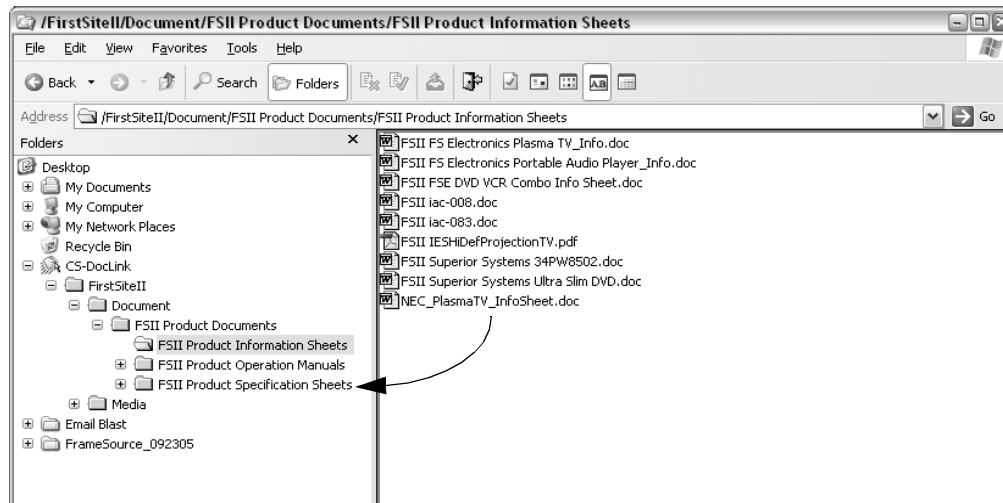 /FirstSiteII/Document/FSII Product Documents/FSII Product Information Sheets
File Edit View Favorites Tools Help
Back Search Folders AB
Address /FirstSiteII/Document/FSII Product Documents/FSII Product Information Sheets Go
Folders
Desktop
My Documents
My Computer
My Network Places
Recycle Bin
CS-DocLink
FirstSiteII
Document
FSII Product Documents
FSII Product Information Sheets
FSII Product Operation Manuals
FSII Product Specification Sheets
Media
Email Blast
FrameSource_092305
FSII FS Electronics Plasma TV_Info.doc
FSII FS Electronics Portable Audio Player_Info.doc
FSII FSE DVD VCR Combo Info Sheet.doc
FSII iac-008.doc
FSII iac-083.doc
FSII IESHiDefProjectionTV.pdf
FSII Superior Systems 34PW8502.doc
FSII Superior Systems Ultra Slim DVD.doc
NEC_PlasmaTV_InfoSheet.doc